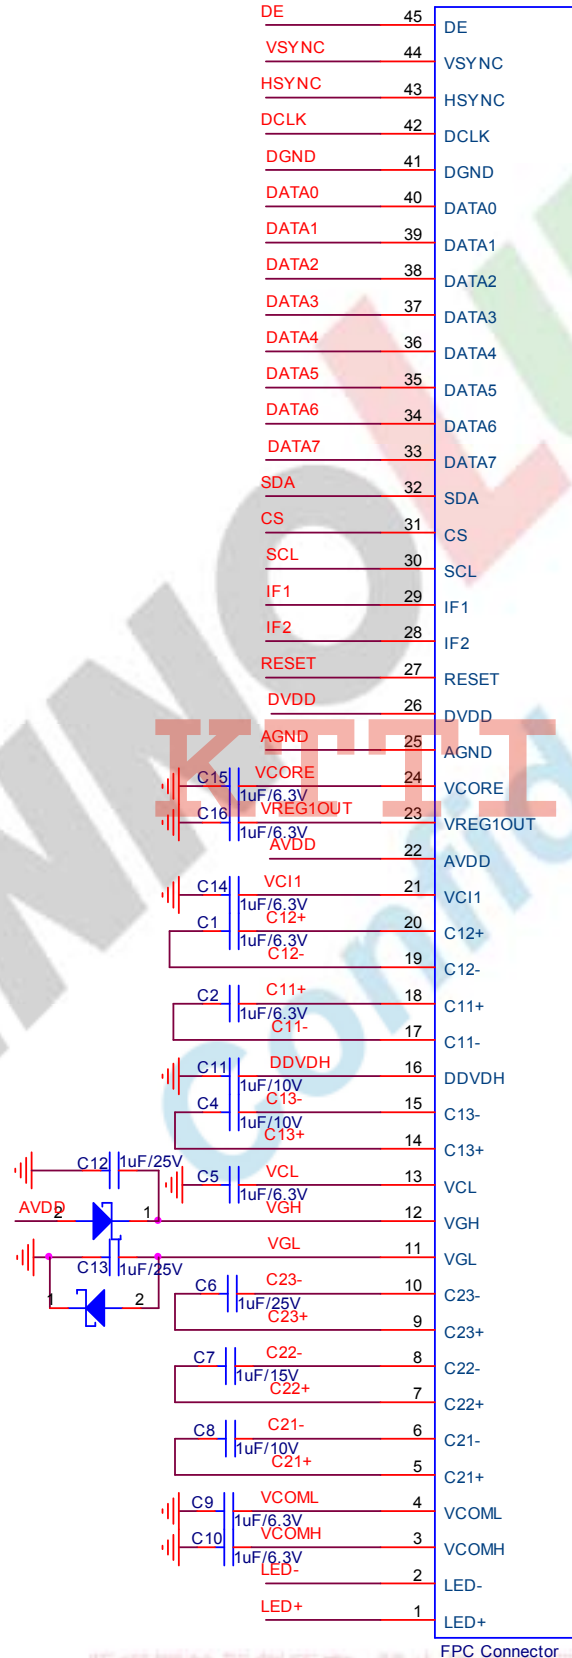 DE 45 DE
VSYNC 44 VSYNC
HSYNC 43 HSYNC
DCLK 42 DCLK
DGND 41 DGND
DATA0 40 DATA0
DATA1 39 DATA1
DATA2 38 DATA2
DATA3 37 DATA3
DATA4 36 DATA4
DATA5 35 DATA5
DATA6 34 DATA6
DATA7 33 DATA7
SDA 32 SDA
CS 31 CS
SCL 30 SCL
IF1 29 IF1
IF2 28 IF2
RESET 27 RESET
DVDD 26 DVDD
KTTI
AGND 25 AGND
C15 VCORE 24 VCORE
1uF/6.3V
C16 VREG1OUT 23 VREG1OUT
1uF/6.3V
AVDD 22 AVDD
C14 VCI1 21 VCI1
1uF/6.3V
C1 C12+ 20 C12+
1uF/6.3V
C12- 19 C12-
C2 C11+ 18 C11+
1uF/6.3V
C11- 17 C11-
C11 DDVDH 16 DDVDH
1uF/10V
C4 C13- 15 C13-
1uF/10V
C13+ 14 C13+
C12 1uF/25V
C5 VCL 13 VCL
1uF/6.3V
AVDD 2 1 VGH 12 VGH
VGL 11 VGL
C13 1uF/25V
1 2
C6 C23- 10 C23-
1uF/25V
C23+ 9 C23+
C7 C22- 8 C22-
1uF/15V
C22+ 7 C22+
C8 C21- 6 C21-
1uF/10V
C21+ 5 C21+
C9 VCOML 4 VCOML
1uF/6.3V
C10 VCOMH 3 VCOMH
1uF/6.3V
LED- 2 LED-
LED+ 1 LED+
FPC Connector